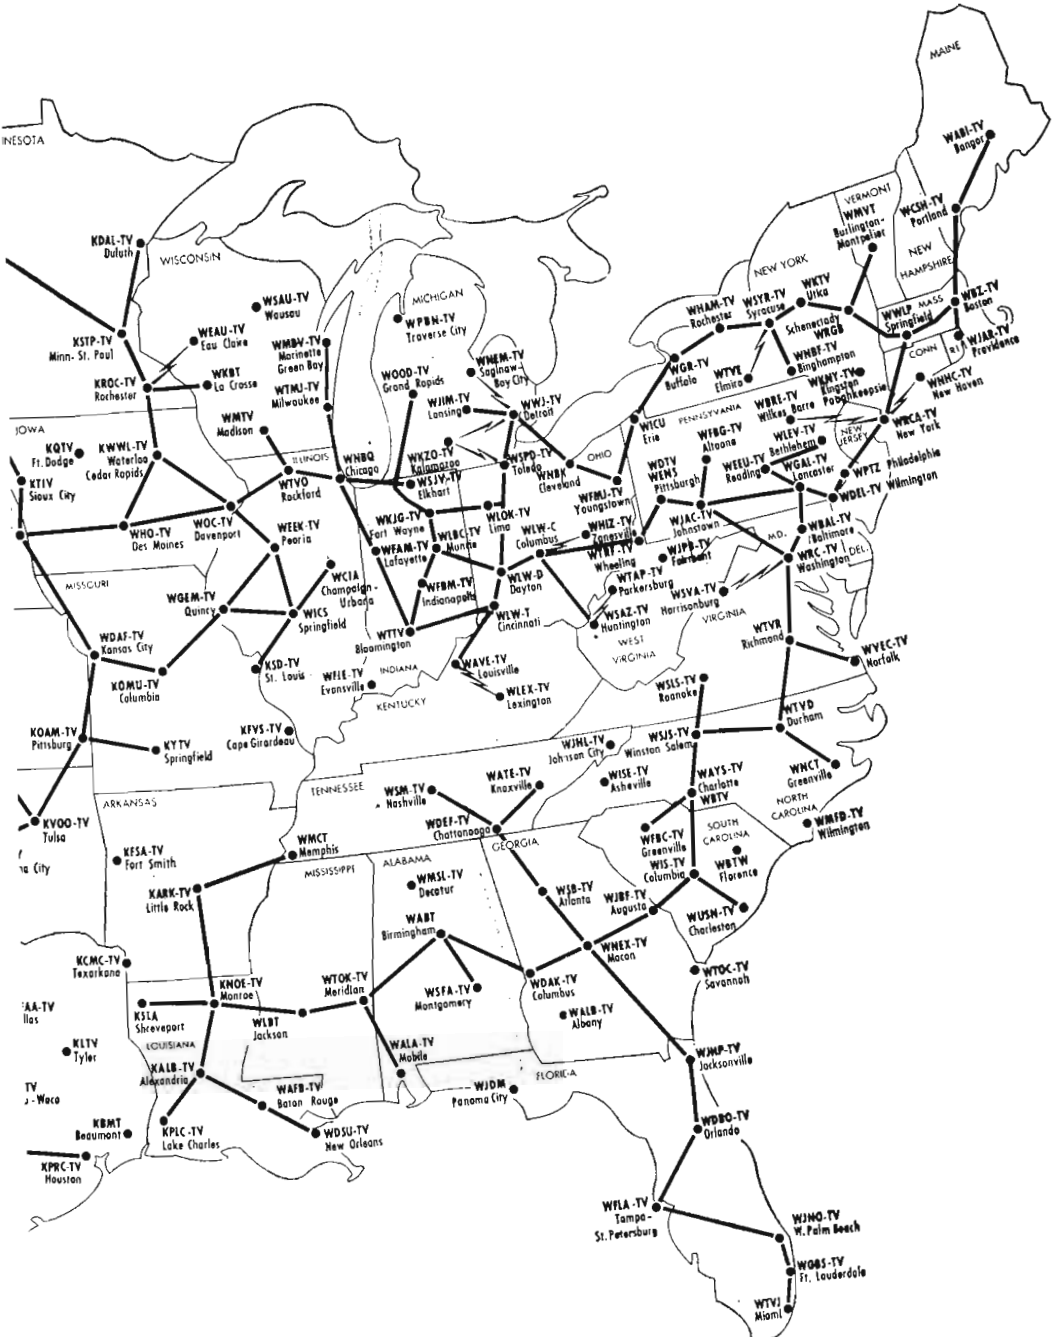 MAINE
INESOTA
WABI-TV
Bangor
VERMONT
WMVT
Burlington-
Montpelier
WCSH-TV
Portland
KDAL-TV
Duluth
WISCONSIN
NEW
HAMPSHIRE
NEW YORK
WKTV
Utica
WSYR-TV
Syracuse
WHAM-TV
Rochester
MASS
WBZ-TV
Boston
WWLP
Springfield
Schenectady
WRGB
CONN
R.I.
WJAR-TV
Providence
WSAU-TV
Wausau
MICHIGAN
WPBN-TV
Traverse City
WEAU-TV
Eau Claire
KSTP-TV
Minn- St. Paul
WMBV-TV
Marinette
Green Bay
WNEM-TV
Saginaw-
Bay City
WGR-TV
Buffalo
WTVE
Elmira
WNBF-TV
Binghamton
WKNY-TV
Kingston
Poughkeepsie
WNHC-TV
New Haven
KROC-TV
Rochester
WKBT
La Crosse
WOOD-TV
Grand Rapids
WTMJ-TV
Milwaukee
WJIM-TV
Lansing
WWJ-TV
Detroit
WICU
Erie
PENNSYLVANIA
WBRE-TV
Wilkes Barre
WRCA-TV
New York
WMTV
Madison
IOWA
KQTV
Ft. Dodge
KWWL-TV
Waterloo
Cedar Rapids
KTIV
Sioux City
ILLINOIS
WNBQ
Chicago
WTVO
Rockford
WKZO-TV
Kalamazoo
WSJV-TV
Elkhart
WSPD-TV
Toledo
OHIO
WNBK
Cleveland
WFMJ-TV
Youngstown
WFBG-TV
Altoona
WLEV-TV
Bethlehem
NEW
JERSEY
WEEU-TV
Reading
WGAL-TV
Lancaster
WPTZ Philadelphia
WDEL-TV Wilmington
WDTV
WENS
Pittsburgh
WJAC-TV
Johnstown
WHO-TV
Des Moines
WOC-TV
Davenport
WEEK-TV
Peoria
WKJG-TV
Fort Wayne
WLOK-TV
Lima
WLBC-TV
Muncie
WFAM-TV
Lafayette
WLW-C
Columbus
WHIZ-TV
Zanesville
WTRF-TV
Wheeling
WJPB-TV
Fairmont
M.D.
WBAL-TV
Baltimore
WRC-TV
Washington
DEL.
MISSOURI
WGEM-TV
Quincy
WCIA
Champaign-
Urbana
WICS
Springfield
WFBM-TV
Indianapolis
WLW-D
Dayton
WTAP-TV
Parkersburg
WSVA-TV
Harrisonburg
VIRGINIA
WLW-T
Cincinnati
WSAZ-TV
Huntington
WEST
VIRGINIA
WTVR
Richmond
WVEC-TV
Norfolk
WDAF-TV
Kansas City
KOMU-TV
Columbia
KSD-TV
St. Louis
WTTV
Bloomington
INDIANA
WFIE-TV
Evansville
KENTUCKY
WAVE-TV
Louisville
WLEX-TV
Lexington
WSLS-TV
Roanoke
KOAM-TV
Pittsburg
KYTV
Springfield
KFVS-TV
Cape Girardeau
WJHL-TV
Johnson City
WSJS-TV
Winston Salem
WTVD
Durham
WNCT
Greenville
TENNESSEE
WSM-TV
Nashville
WATE-TV
Knoxville
WISE-TV
Asheville
WAYS-TV
Charlotte
WBTV
NORTH
CAROLINA
WMFD-TV
Wilmington
ARKANSAS
KVOO-TV
Tulsa
KFSA-TV
Fort Smith
WMCT
Memphis
WDEF-TV
Chattanooga
GEORGIA
WFBC-TV
Greenville
SOUTH
CAROLINA
WBTW
Florence
WIS-TV
Columbia
WUSN-TV
Charleston
na City
KARK-TV
Little Rock
MISSISSIPPI
ALABAMA
WMSL-TV
Decatur
WSB-TV
Atlanta
WJBF-TV
Augusta
WABT
Birmingham
WNEX-TV
Macon
WTOC-TV
Savannah
KCMC-TV
Texarkana
KNOE-TV
Monroe
WTOK-TV
Meridian
WSFA-TV
Montgomery
WDAK-TV
Columbus
WALB-TV
Albany
AA-TV
llas
KSLA
Shreveport
WLBT
Jackson
LOUISIANA
KLTV
Tyler
KALB-TV
Alexandria
WALA-TV
Mobile
WJMP-TV
Jacksonville
FLORIDA
WJDM
Panama City
TV
-Waco
WAFB-TV
Baton Rouge
KBMT
Beaumont
KPLC-TV
Lake Charles
WDSU-TV
New Orleans
WDBO-TV
Orlando
KPRC-TV
Houston
WFLA-TV
Tampa-
St. Petersburg
WJNO-TV
W. Palm Beach
WGBS-TV
Ft. Lauderdale
WTVJ
Miami